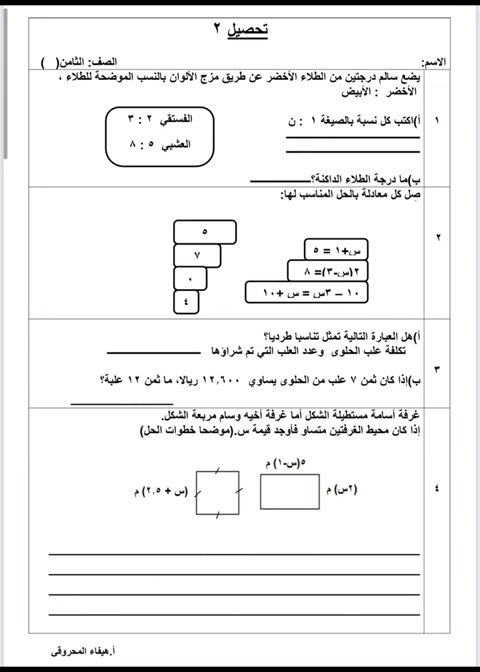 تحصيل ٢
الاسم: الصف: الثامن( )
يضع سالم درجتين من الطلاء الأخضر عن طريق مزج الألوان بالنسب الموضحة للطلاء ،
الأخضر : الأبيض
١
أ)اكتب كل نسبة بالصيغة ١ : ن
الفستقي ٢ : ٣
العشبي ٥ : ٨
ب)ما درجة الطلاء الداكنة؟
٢
صِل كل معادلة بالحل المناسب لها:
س+١ = ٥
٢(س-٣)= ٨
١٠ – ٣س = س +١٠
٥
٧
٠
٤
٣
أ)هل العبارة التالية تمثل تناسبا طرديا؟
تكلفة علب الحلوى وعدد العلب التي تم شراؤها
ب)إذا كان ثمن ٧ علب من الحلوى يساوي ١٢,٦٠٠ ريالا، ما ثمن ١٢ علبة؟
٤
غرفة أسامة مستطيلة الشكل أما غرفة أخيه وسام مربعة الشكل.
إذا كان محيط الغرفتين متساو فأوجد قيمة س.(موضحا خطوات الحل)
٥(س-١) م
(٢س) م
(س + ٢,٥) م
أ.هيفاء المحروقي